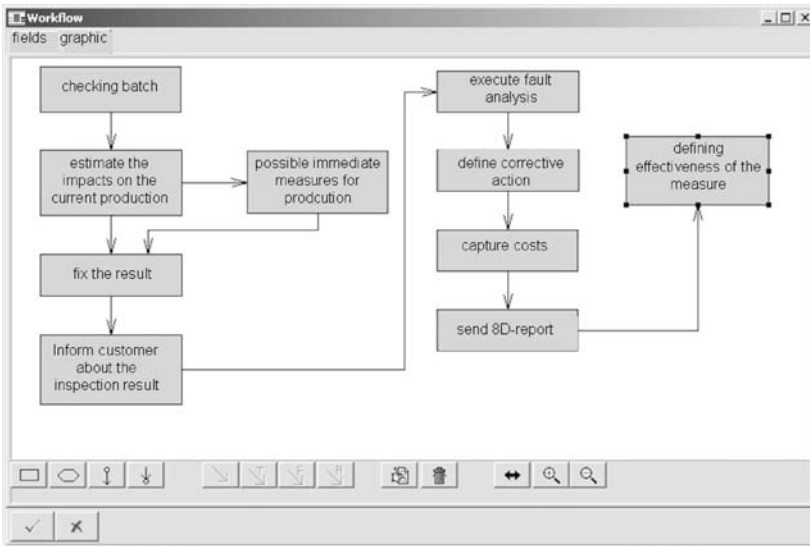 Workflow
fields graphic
checking batch
estimate the
impacts on the
current production
possible immediate
measures for
prodcution
fix the result
Inform customer
about the
inspection result
execute fault
analysis
define corrective
action
capture costs
send 8D-report
defining
effectiveness of the
measure
T
F
R